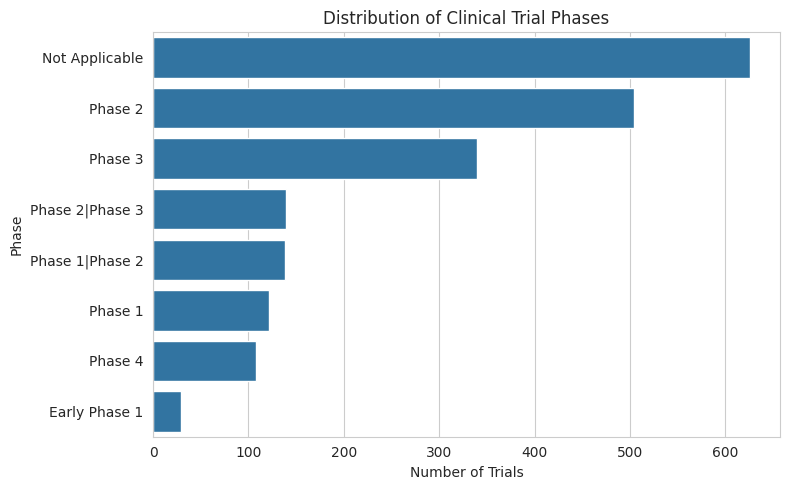 Distribution of Clinical Trial Phases
Not Applicable
Phase 2
Phase 3
Phase 2|Phase 3
Phase 1|Phase 2
Phase 1
Phase 4
Early Phase 1
Phase
0 100 200 300 400 500 600
Number of Trials